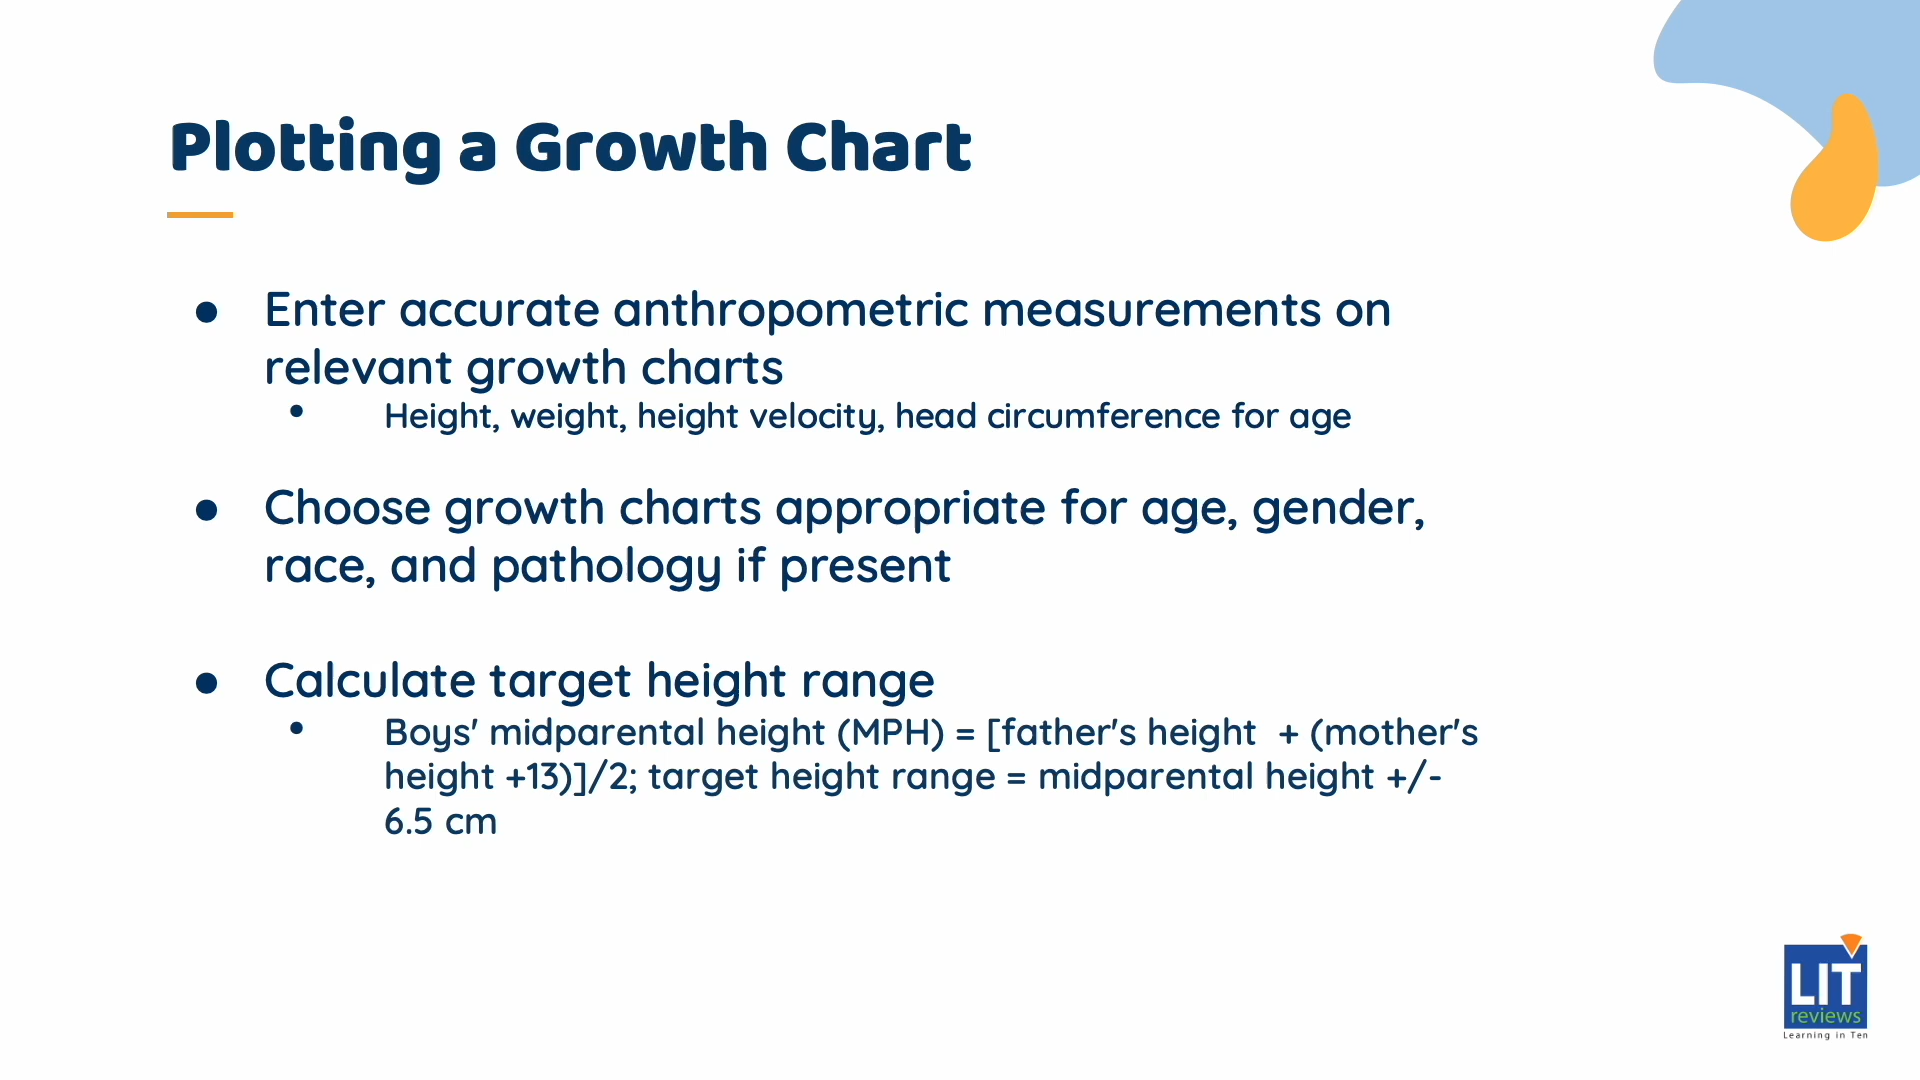 Plotting a Growth Chart
● Enter accurate anthropometric measurements on
relevant growth charts
• Height, weight, height velocity, head circumference for age
● Choose growth charts appropriate for age, gender,
race, and pathology if present
● Calculate target height range
• Boys' midparental height (MPH) = [father's height + (mother's
height +13)]/2; target height range = midparental height +/-
6.5 cm
LIT
reviews
Learning in Ten